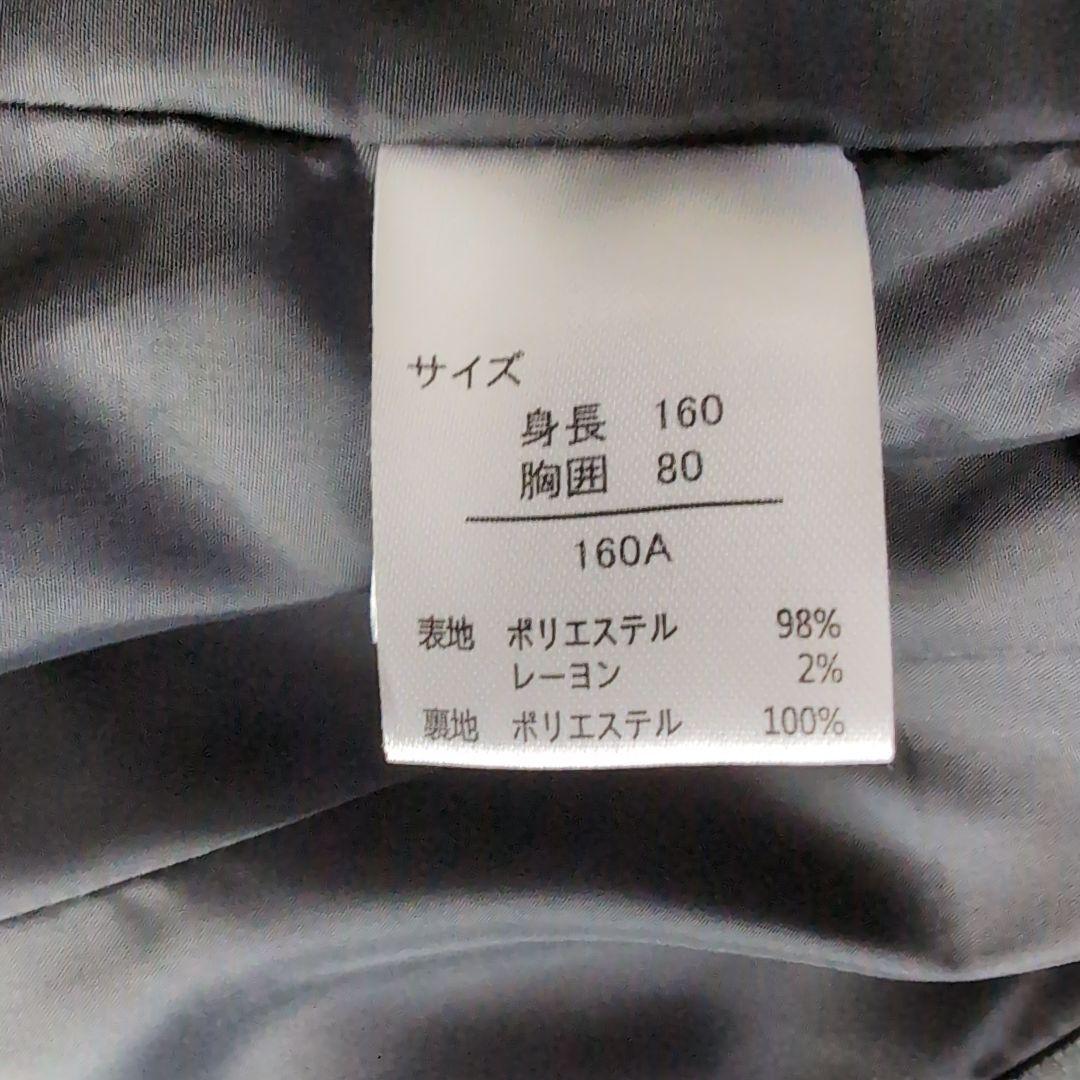 サイズ
身長 160
胸囲 80
160A
表地 ポリエステル 98%
レーヨン 2%
裏地 ポリエステル 100%